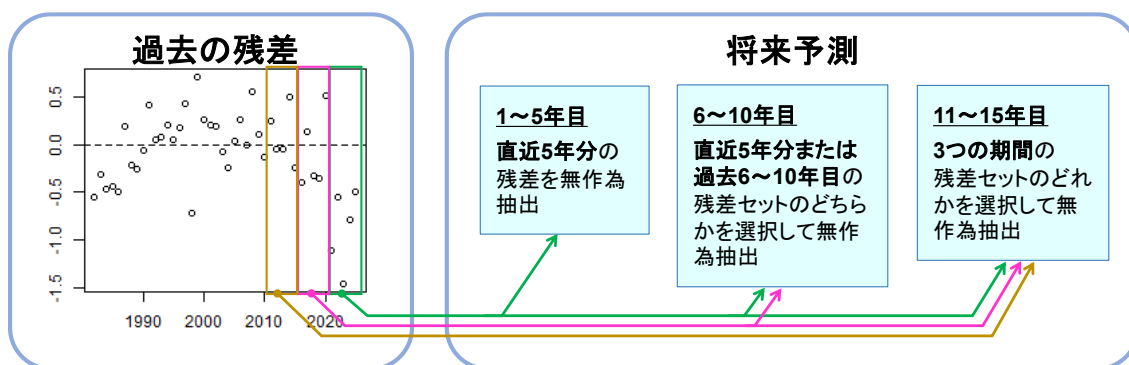 過去の残差
0.5
0.0
-0.5
-1.0
-1.5
1990
2000
2010
2020
将来予測
1～5年目
直近5年分の
残差を無作為
抽出
6～10年目
直近5年分または
過去6～10年目の
残差セットのどちら
かを選択して無作
為抽出
11～15年目
3つの期間の
残差セットのどれ
かを選択して無
作為抽出